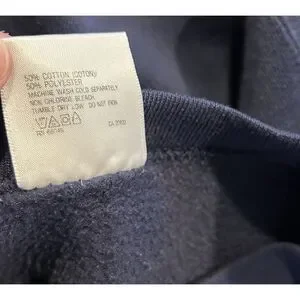 50% COTTON (COTON)
50% POLYESTER
MACHINE WASH COLD SEPARATELY
NON CHLORINE BLEACH
TUMBLE DRY LOW DO NOT IRON